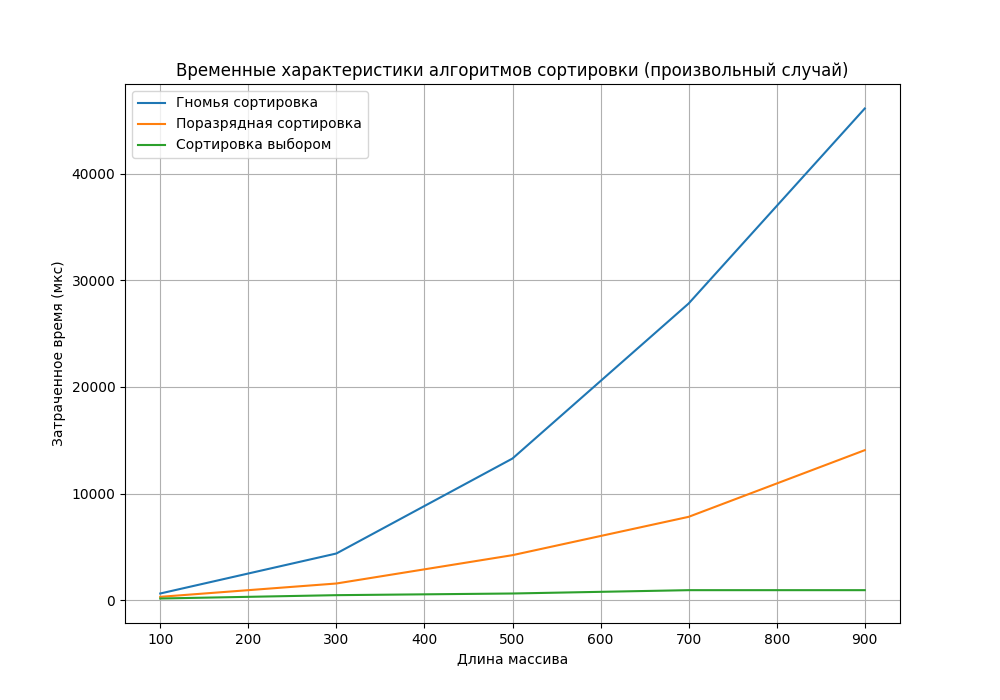 Временные характеристики алгоритмов сортировки (произвольный случай)
Гномья сортировка
Поразрядная сортировка
Сортировка выбором
Затраченное время (мкс)
40000
30000
20000
10000
0
100 200 300 400 500 600 700 800 900
Длина массива